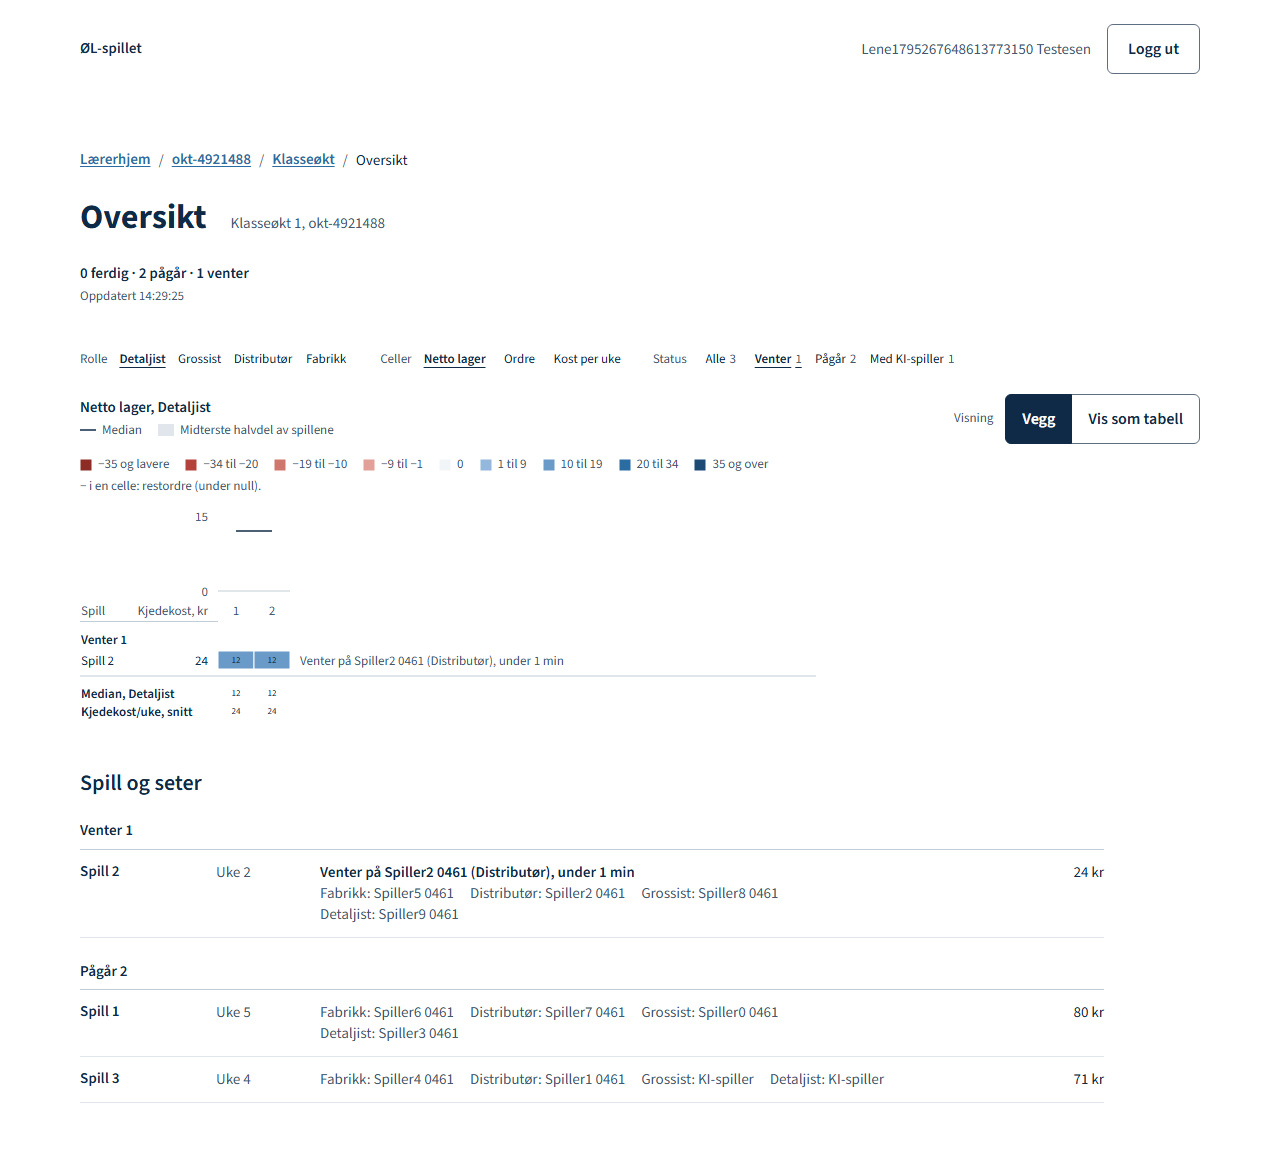 ØL-spillet
Lene1795267648613773150 Testesen
Logg ut
Lærerhjem / okt-4921488 / Klasseøkt / Oversikt
Oversikt Klasseøkt 1, okt-4921488
0 ferdig · 2 pågår · 1 venter
Oppdatert 14:29:25
Rolle Detaljist Grossist Distributør Fabrikk Celler Netto lager Ordre Kost per uke Status Alle 3 Venter 1 Pågår 2 Med KI-spiller 1
Netto lager, Detaljist
Visning Vegg Vis som tabell
Median Midterste halvdel av spillene
−35 og lavere −34 til −20 −19 til −10 −9 til −1 0 1 til 9 10 til 19 20 til 34 35 og over
− i en celle: restordre (under null).
15
0
Spill Kjedekost, kr 1 2
Venter 1
Spill 2 24 12 12 Venter på Spiller2 0461 (Distributør), under 1 min
Median, Detaljist 12 12
Kjedekost/uke, snitt 24 24
Spill og seter
Venter 1
Spill 2 Uke 2 Venter på Spiller2 0461 (Distributør), under 1 min 24 kr
Fabrikk: Spiller5 0461 Distributør: Spiller2 0461 Grossist: Spiller8 0461
Detaljist: Spiller9 0461
Pågår 2
Spill 1 Uke 5 Fabrikk: Spiller6 0461 Distributør: Spiller7 0461 Grossist: Spiller0 0461 80 kr
Detaljist: Spiller3 0461
Spill 3 Uke 4 Fabrikk: Spiller4 0461 Distributør: Spiller1 0461 Grossist: KI-spiller Detaljist: KI-spiller 71 kr